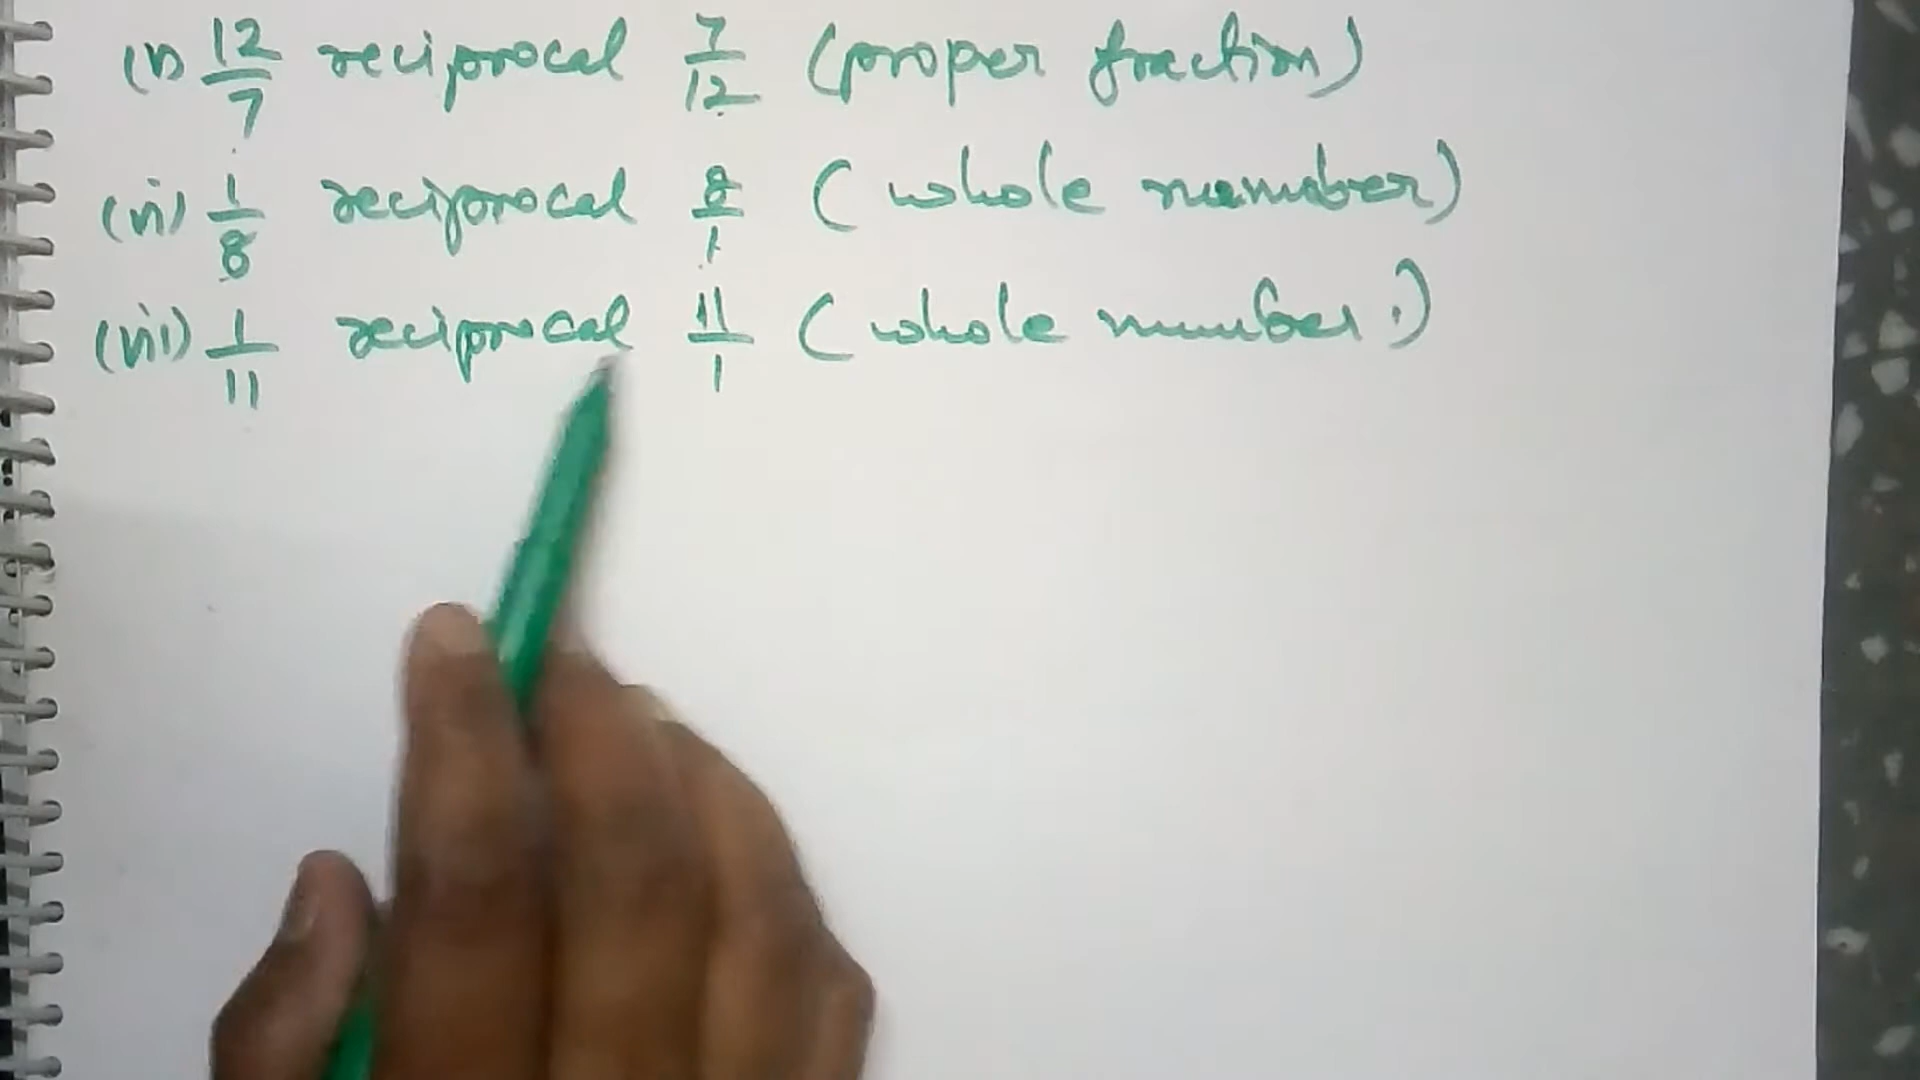 (v) 12/7 reciprocal 7/12 (proper fraction)
(vi) 1/8 reciprocal 8/1 (whole number)
(vii) 1/11 reciprocal 11/1 (whole number.)